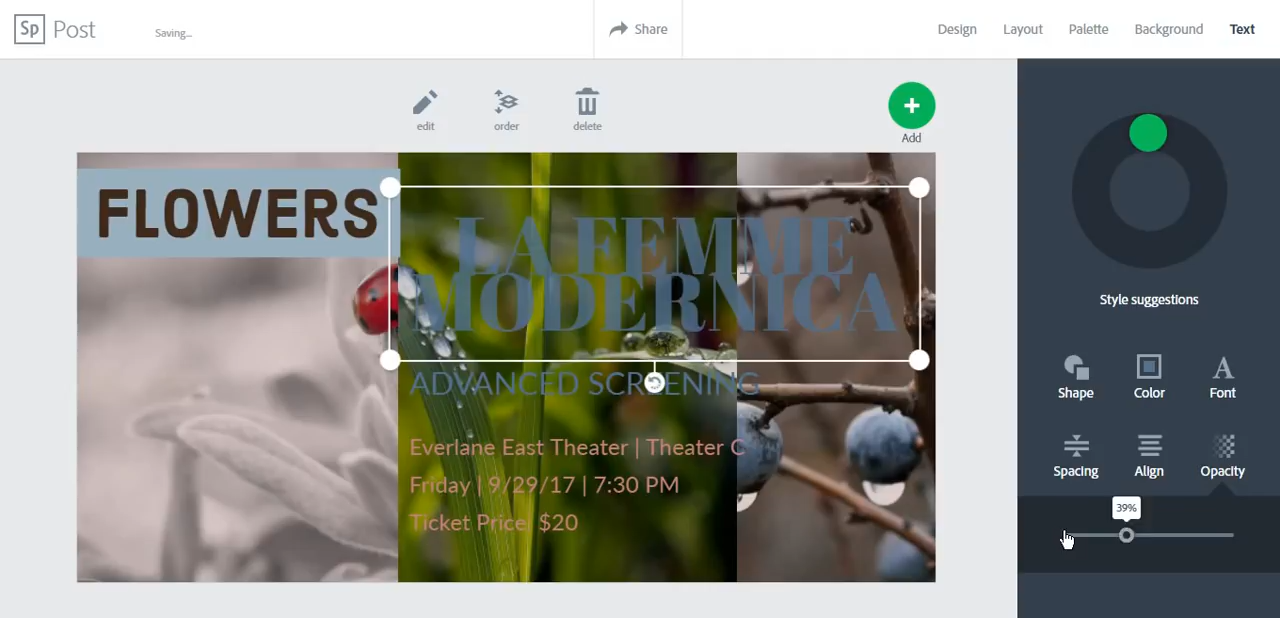 Sp Post
Saving...
Share
Design
Layout
Palette
Background
Text
edit
order
delete
Add
FLOWERS
LA FEMME
MODERNICA
ADVANCED SCREENING
Everlane East Theater | Theater C
Friday | 9/29/17 | 7:30 PM
Ticket Price $20
Style suggestions
Shape
Color
Font
Spacing
Align
Opacity
39%